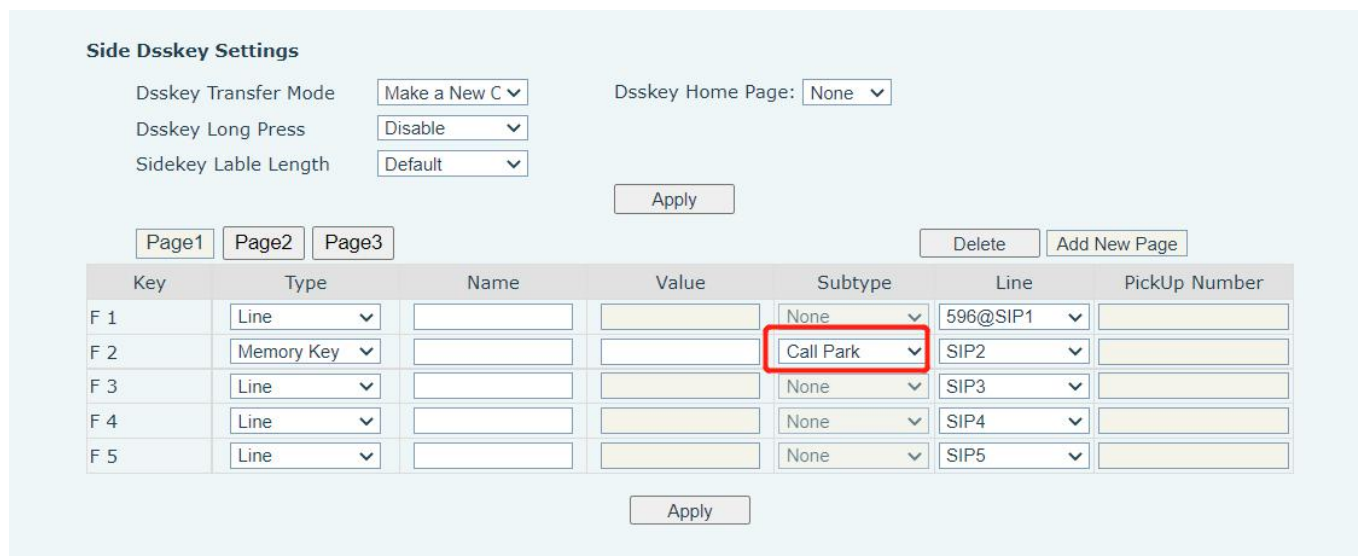 Side Dsskey Settings
Dsskey Transfer Mode Make a New C Dsskey Home Page: None
Dsskey Long Press Disable
Sidekey Lable Length Default
Apply
Page1 Page2 Page3 Delete Add New Page
Key Type Name Value Subtype Line PickUp Number
F 1 Line None 596@SIP1
F 2 Memory Key Call Park SIP2
F 3 Line None SIP3
F 4 Line None SIP4
F 5 Line None SIP5
Apply